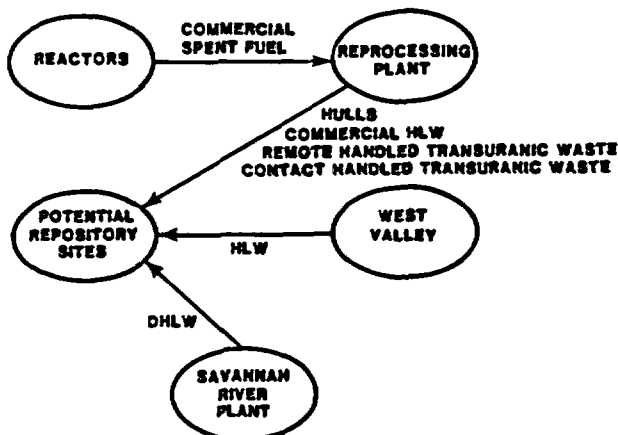 REACTORS
COMMERCIAL
SPENT FUEL
REPROCESSING
PLANT
HULLS
COMMERCIAL HLW
REMOTE HANDLED TRANSURANIC WASTE
CONTACT HANDLED TRANSURANIC WASTE
POTENTIAL
REPOSITORY
SITES
HLW
WEST
VALLEY
DHLW
SAVANNAH
RIVER
PLANT